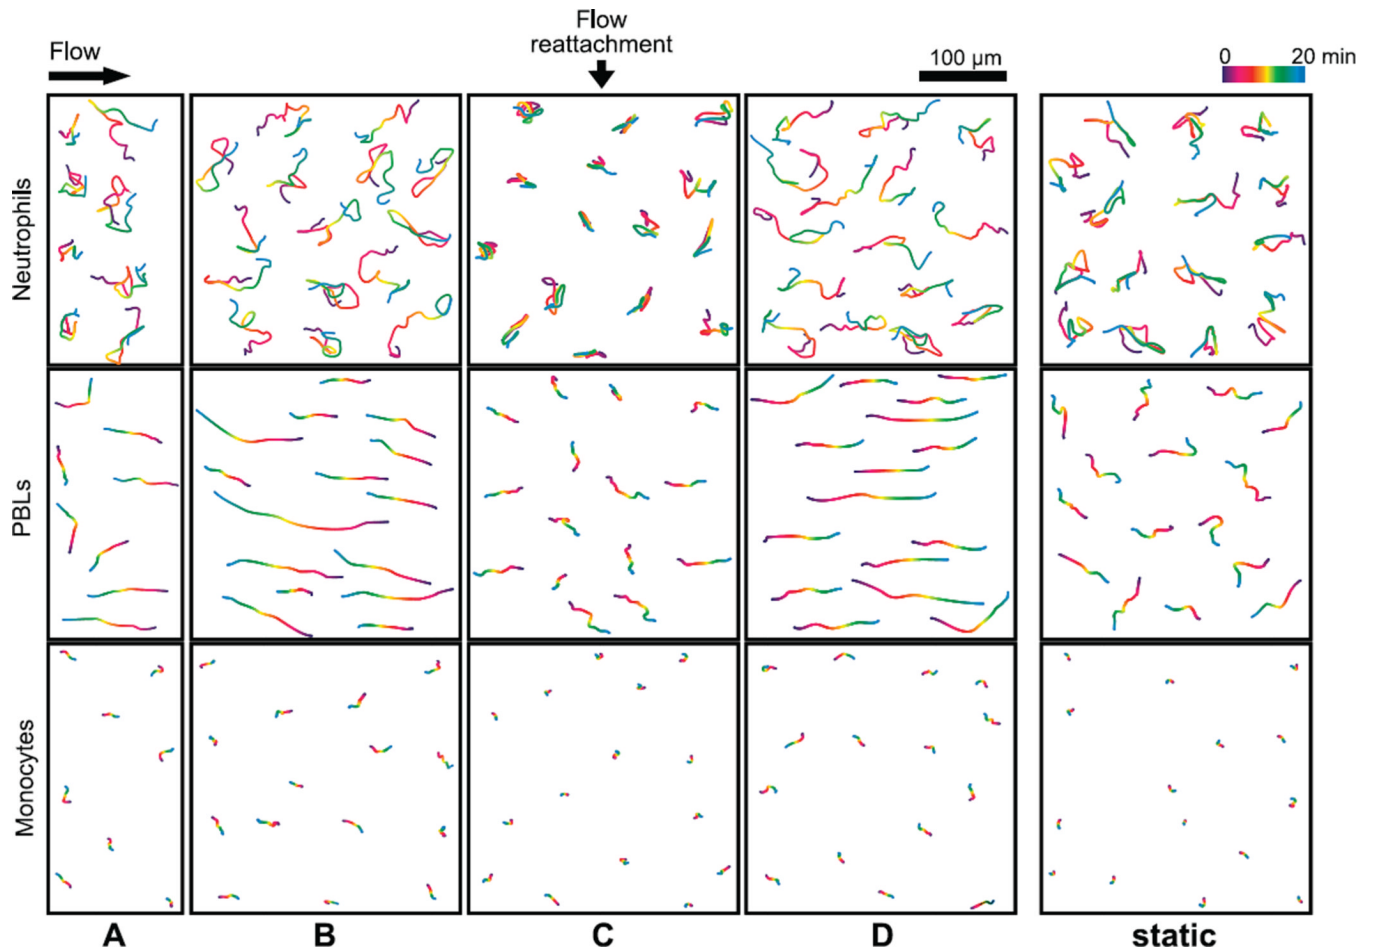 Flow
Flow
reattachment
100 µm
0 20 min
Neutrophils
PBLs
Monocytes
A B C D static